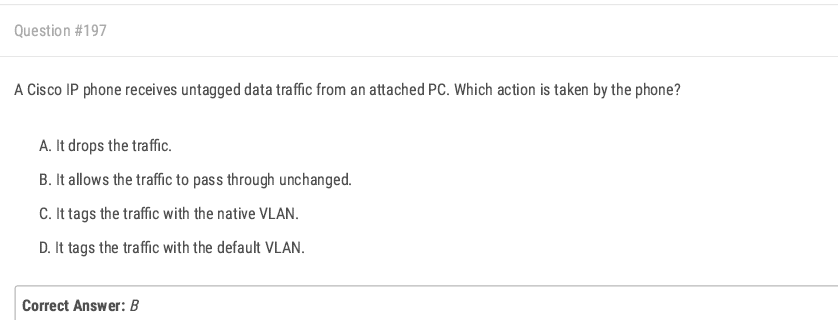 Question #197
A Cisco IP phone receives untagged data traffic from an attached PC. Which action is taken by the phone?
A. It drops the traffic.
B. It allows the traffic to pass through unchanged.
C. It tags the traffic with the native VLAN.
D. It tags the traffic with the default VLAN.
Correct Answer: B